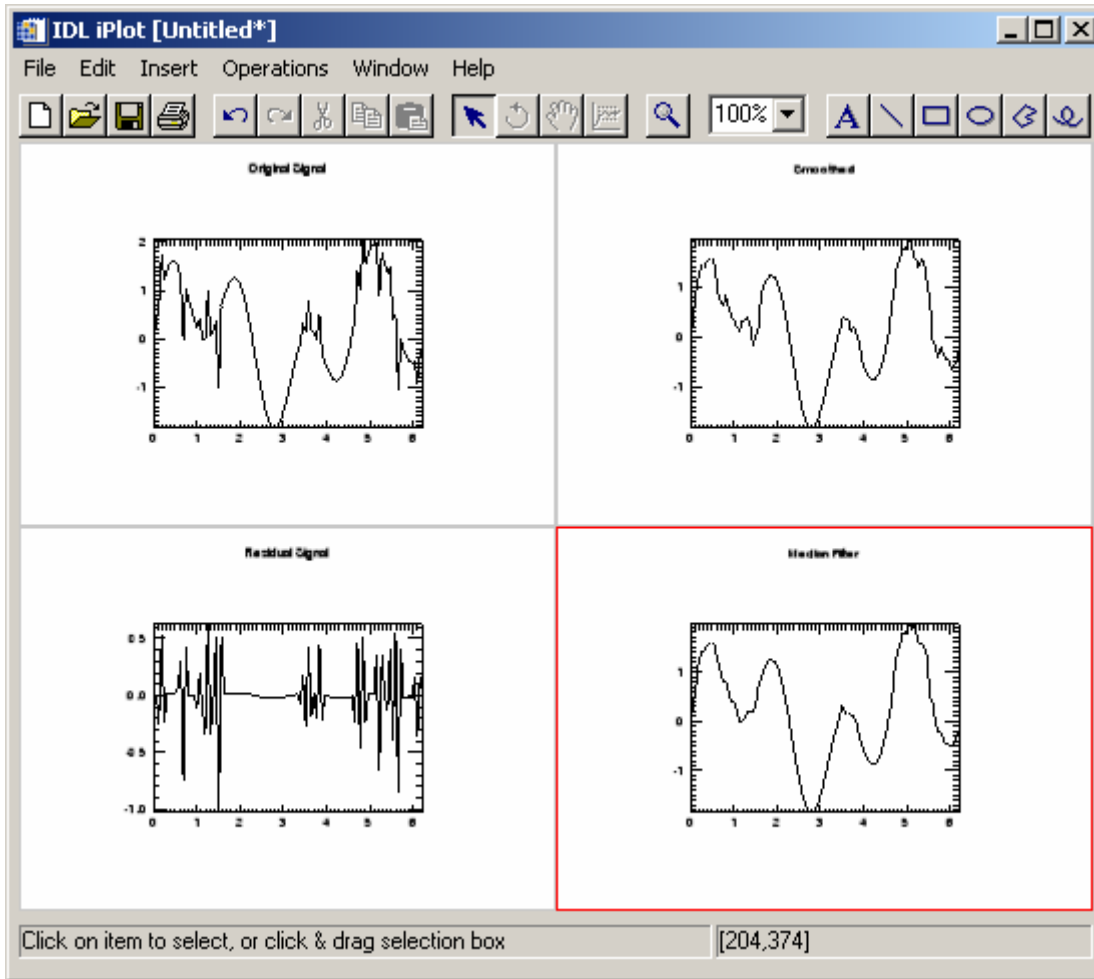 IDL iPlot [Untitled*]
File Edit Insert Operations Window Help
100%
Original Signal
2
1
0
-1
0 1 2 3 4 5 6
Smoothed
1
0
-1
0 1 2 3 4 5 6
Residual Signal
0.5
0.0
-0.5
-1.0
0 1 2 3 4 5 6
Median Filter
1
0
-1
0 1 2 3 4 5 6
Click on item to select, or click & drag selection box
[204,374]